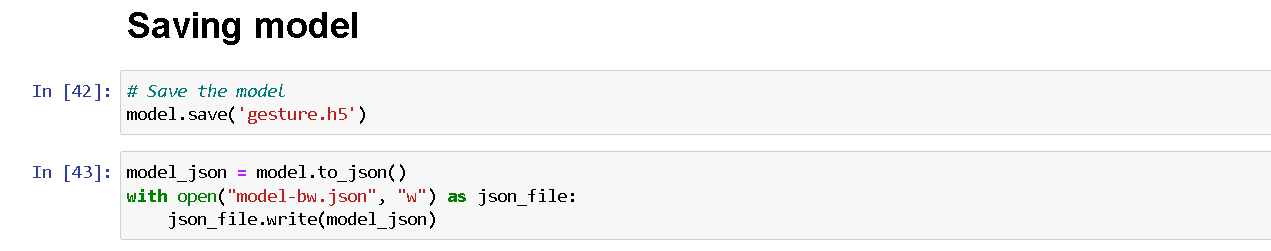 Saving model
In [42]: # Save the model
model.save('gesture.h5')
In [43]: model_json = model.to_json()
with open("model-bw.json", "w") as json_file:
    json_file.write(model_json)